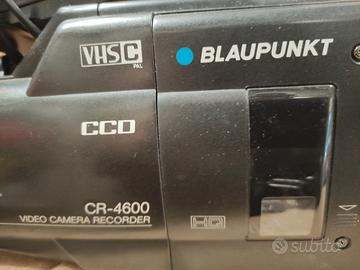 VHS C
PAL
BLAUPUNKT
CCD
CR-4600
VIDEO CAMERA RECORDER
HQ
subito